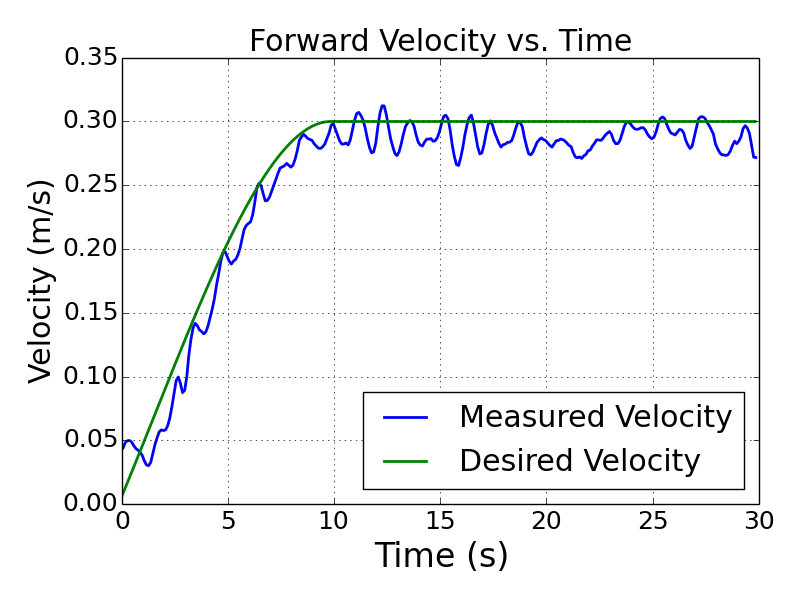 Forward Velocity vs. Time
0.35
0.30
0.25
0.20
0.15
0.10
0.05
0.00
Velocity (m/s)
Measured Velocity
Desired Velocity
0 5 10 15 20 25 30
Time (s)